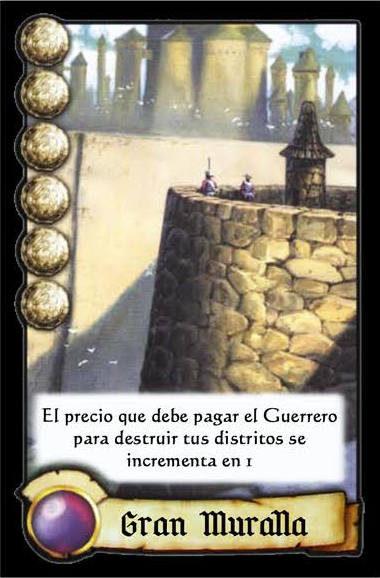 El precio que debe pagar el Guerrero
para destruir tus distritos se
incrementa en 1
Gran Muralla